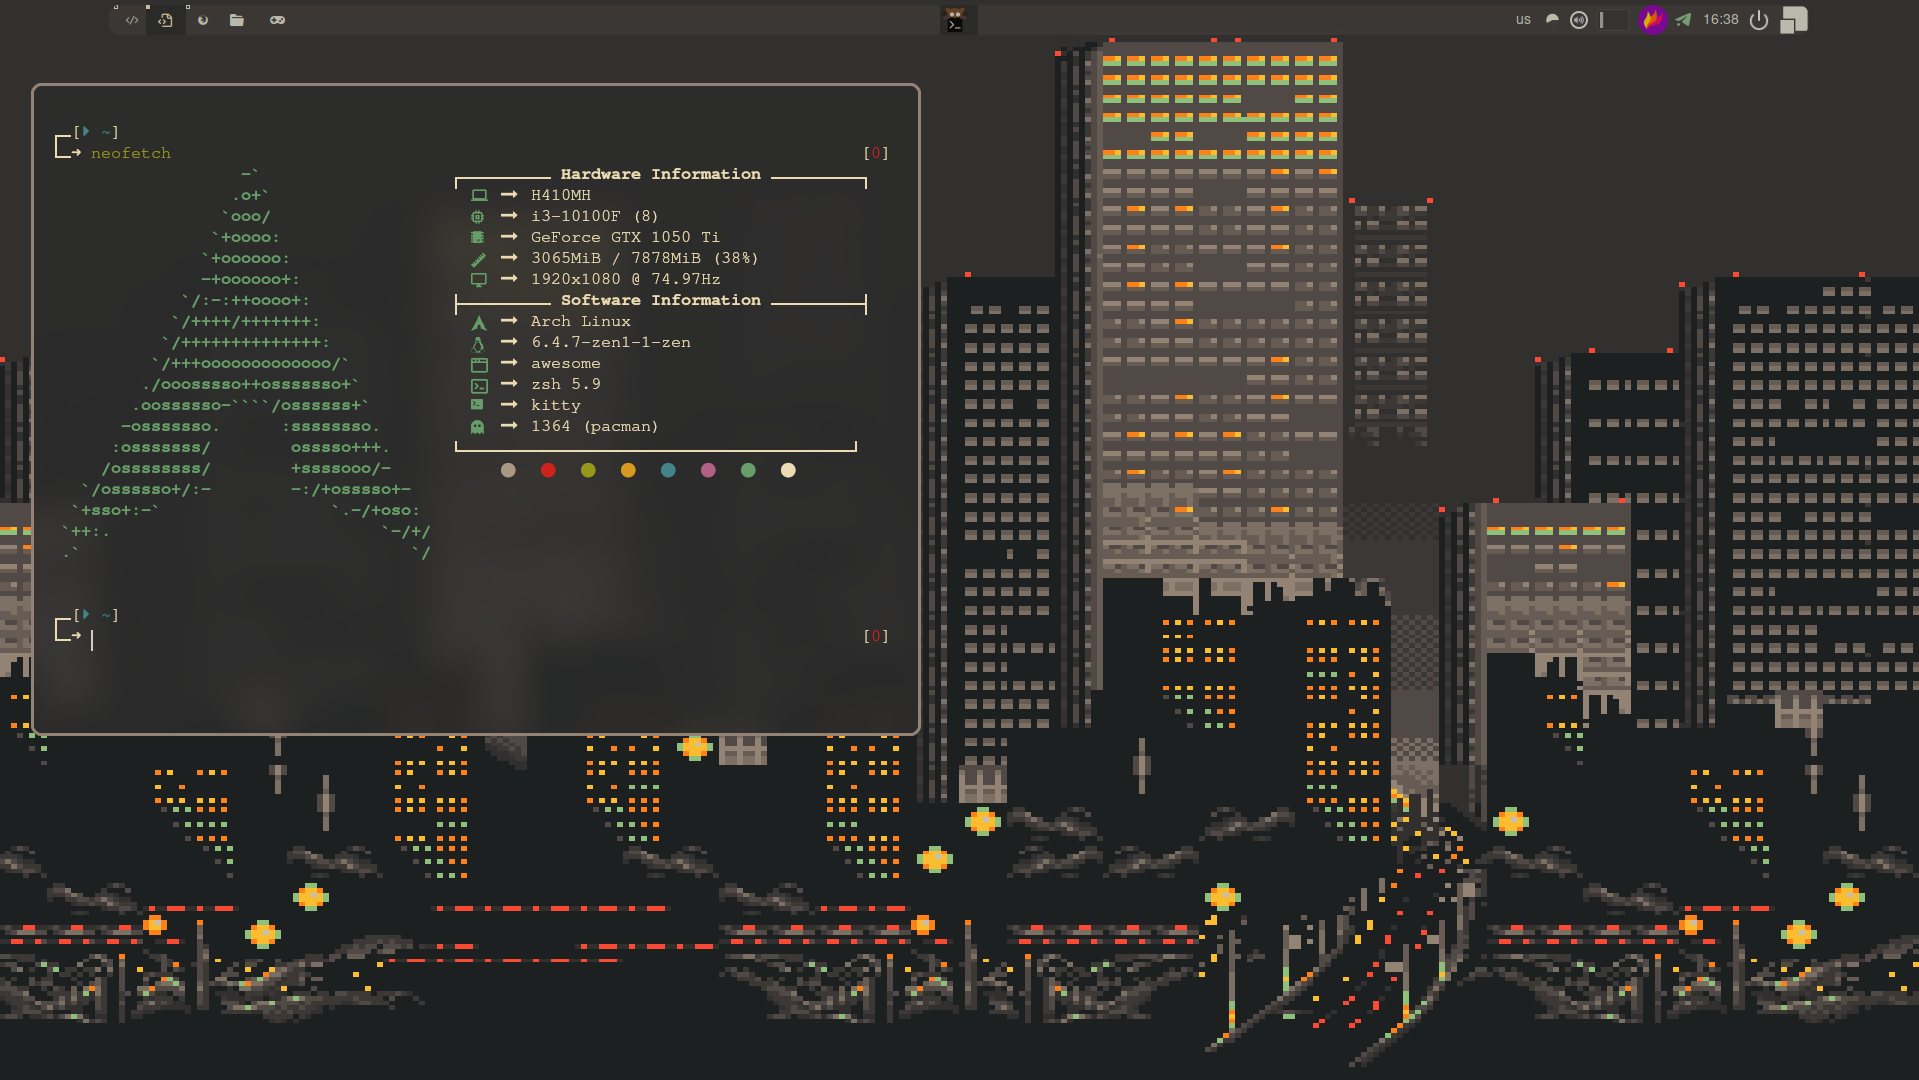 us
16:38
[ ~]
neofetch
[0]
Hardware Information
H410MH
i3-10100F (8)
GeForce GTX 1050 Ti
3065MiB / 7878MiB (38%)
1920x1080 @ 74.97Hz
Software Information
Arch Linux
6.4.7-zen1-1-zen
awesome
zsh 5.9
kitty
1364 (pacman)
-`
.o+`
`ooo/
`+oooo:
`+oooooo:
-+oooooo+:
`/:-:++oooo+:
`/++++/+++++++:
`/++++++++++++++:
`/+++ooooooooooooo/`
./ooosssso++osssssso+`
.oossssso-````/ossssss+`
-osssssso.      :ssssssso.
:osssssss/        osssso+++.
/ossssssss/        +ssssooo/-
`/ossssso+/:-        -:/+osssso+-
`+sso+:-`                 `.-/+oso:
`++:.                           `-/+/
.`                                 `/
[ ~]
[0]